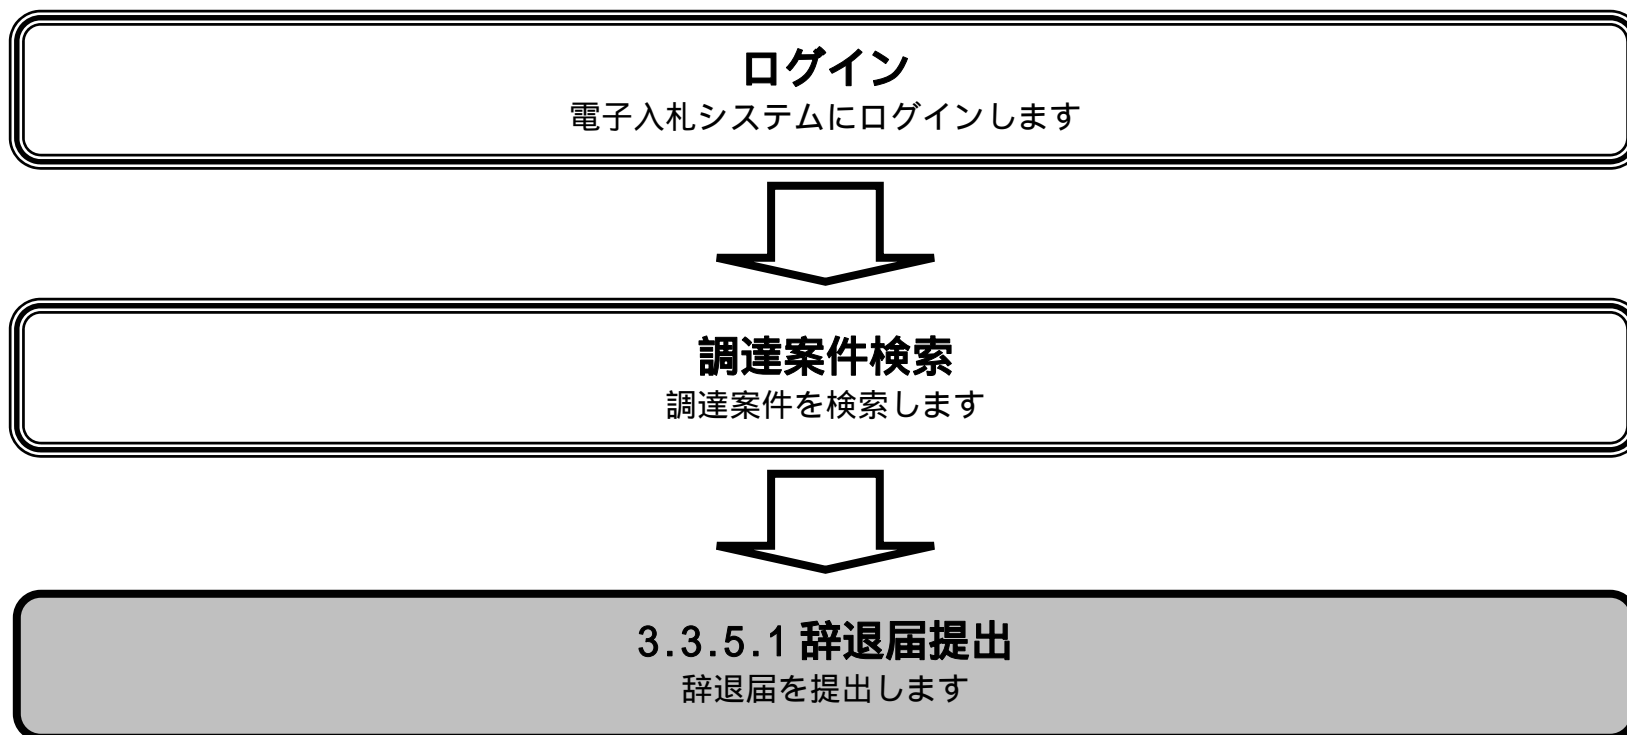 ログイン
電子入札システムにログインします
調達案件検索
調達案件を検索します
3.3.5.1 辞退届提出
辞退届を提出します